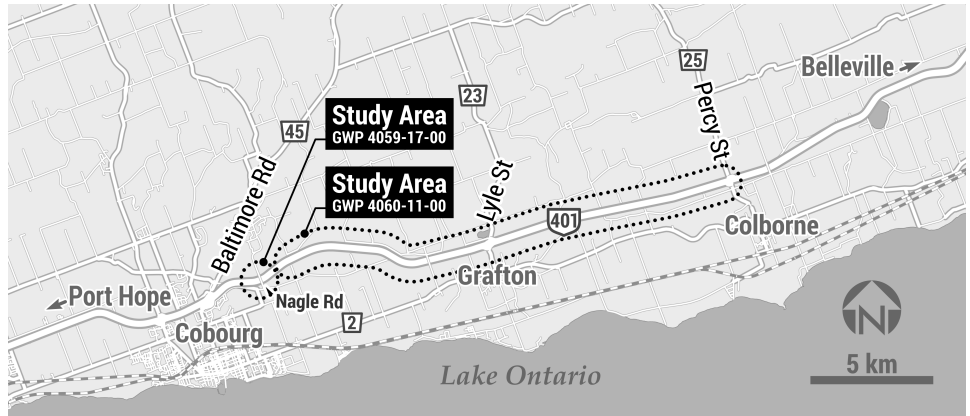 25
Belleville
23
Percy St
Study Area
GWP 4059-17-00
45
Study Area
GWP 4060-11-00
Lyle St
Baltimore Rd
401
Colborne
Grafton
Port Hope
Nagle Rd
2
Cobourg
N
5 km
Lake Ontario